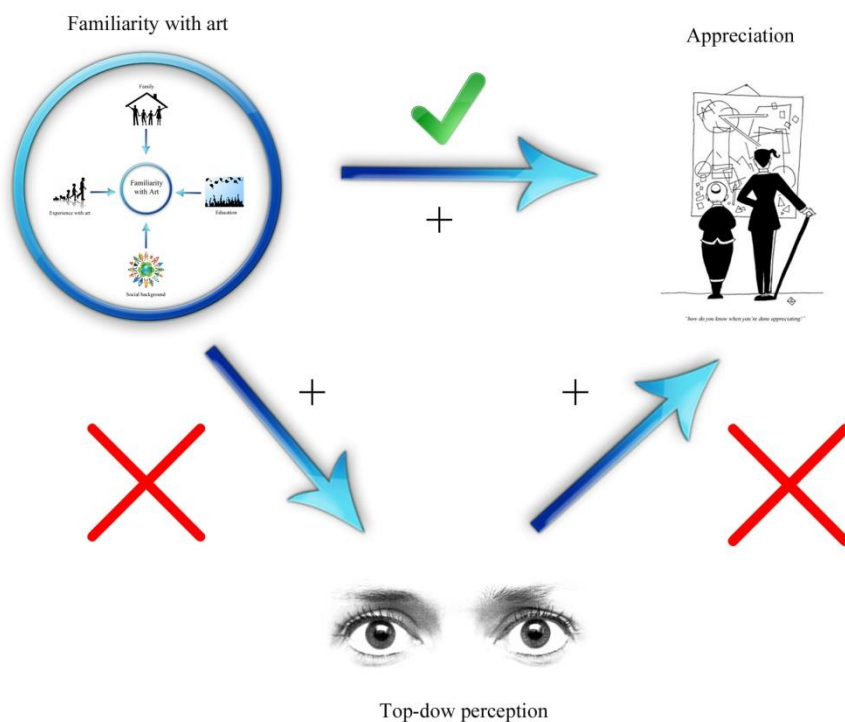 Familiarity with art
Appreciation
Family
Familiarity
with Art
Experience with art
Education
Social background
+
"how do you know when you're done appreciating?"
+
+
Top-dow perception